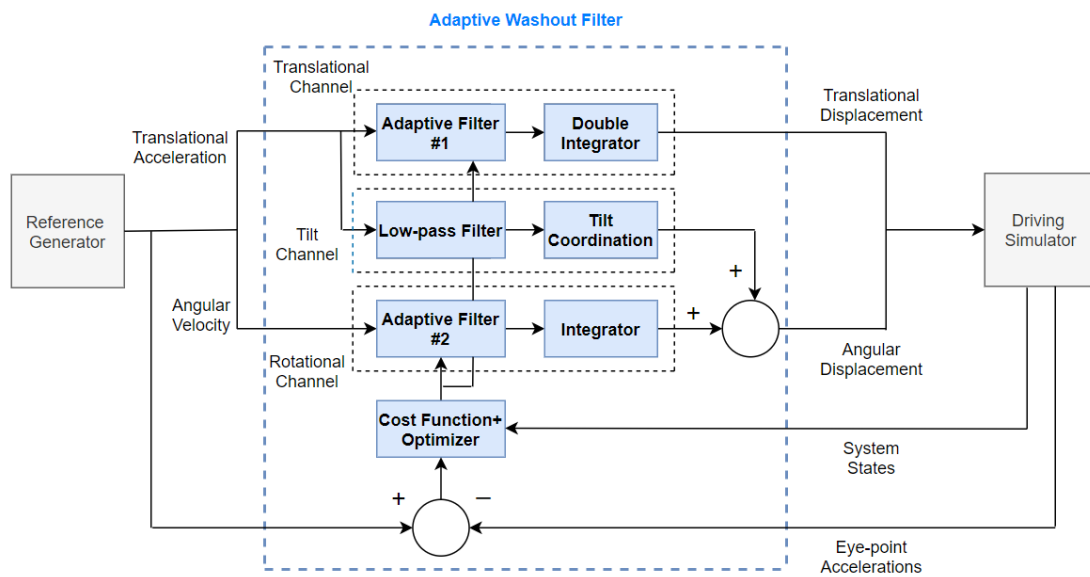 Adaptive Washout Filter
Translational
Channel
Translational
Acceleration
Adaptive Filter
#1
Double
Integrator
Translational
Displacement
Reference
Generator
Tilt
Channel
Low-pass Filter
Tilt
Coordination
Driving
Simulator
+
Angular
Velocity
Adaptive Filter
#2
Integrator
+
Rotational
Channel
Angular
Displacement
Cost Function+
Optimizer
System
States
+
−
Eye-point
Accelerations